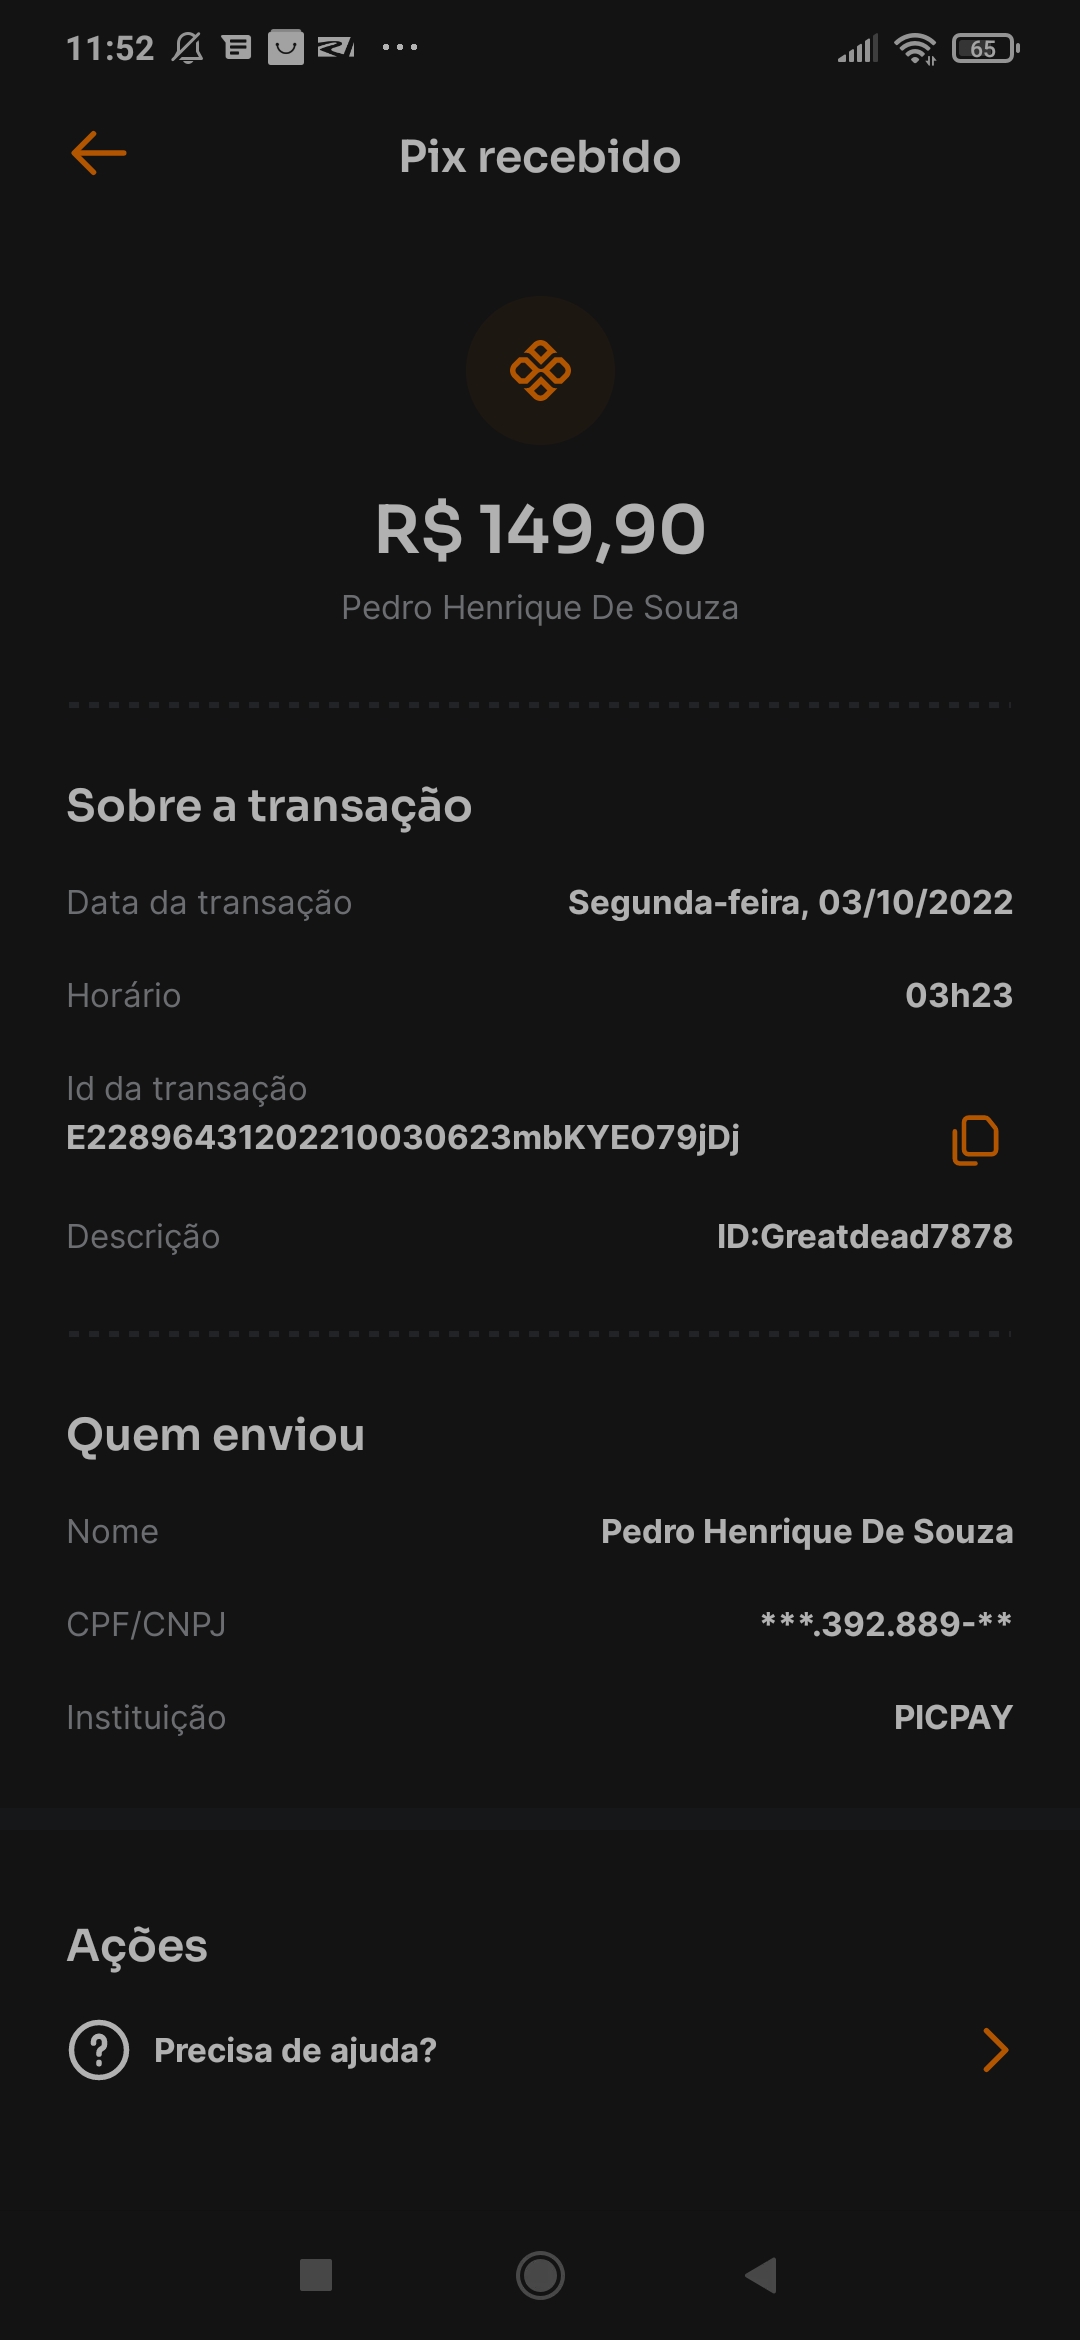 11:52
65
Pix recebido
R$ 149,90
Pedro Henrique De Souza
Sobre a transação
Data da transação Segunda-feira, 03/10/2022
Horário 03h23
Id da transação
E22896431202210030623mbKYEO79jDj
Descrição ID:Greatdead7878
Quem enviou
Nome Pedro Henrique De Souza
CPF/CNPJ ***.392.889-**
Instituição PICPAY
Ações
Precisa de ajuda?